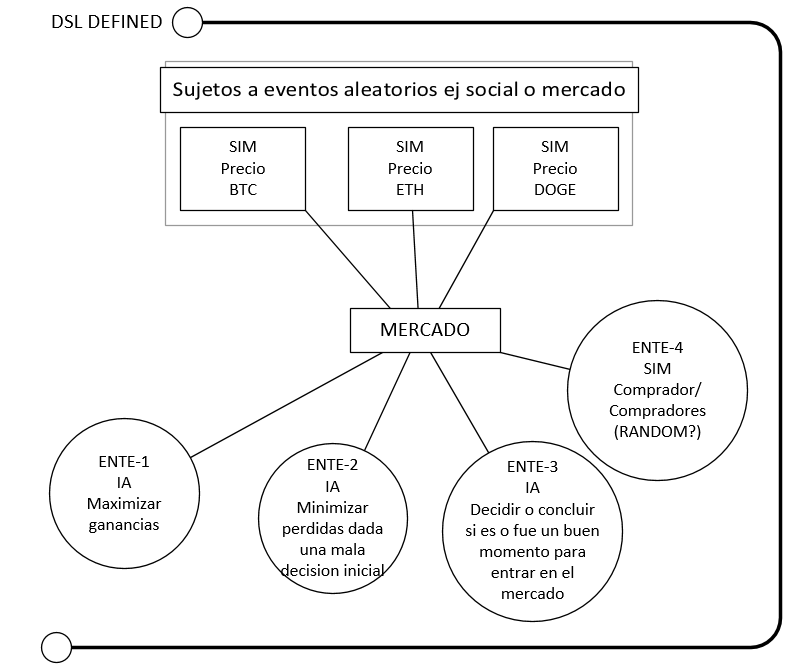 DSL DEFINED
Sujetos a eventos aleatorios ej social o mercado
SIM
Precio
BTC
SIM
Precio
ETH
SIM
Precio
DOGE
MERCADO
ENTE-4
SIM
Comprador/
Compradores
(RANDOM?)
ENTE-1
IA
Maximizar
ganancias
ENTE-2
IA
Minimizar
perdidas dada
una mala
decision inicial
ENTE-3
IA
Decidir o concluir
si es o fue un buen
momento para
entrar en el
mercado